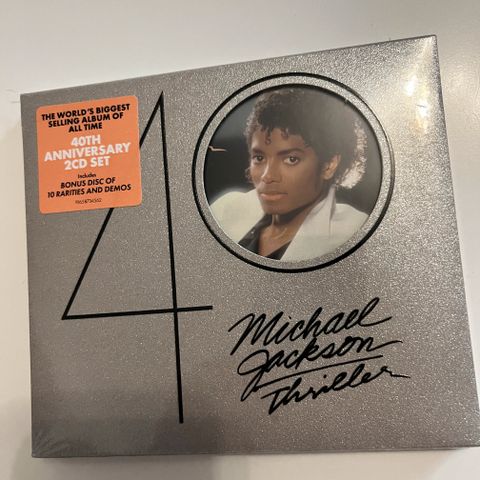 THE WORLD'S BIGGEST
SELLING ALBUM OF
ALL TIME
40TH
ANNIVERSARY
2CD SET
Includes
BONUS DISC OF
10 RARITIES AND DEMOS
40
Michael
Jackson
Thriller